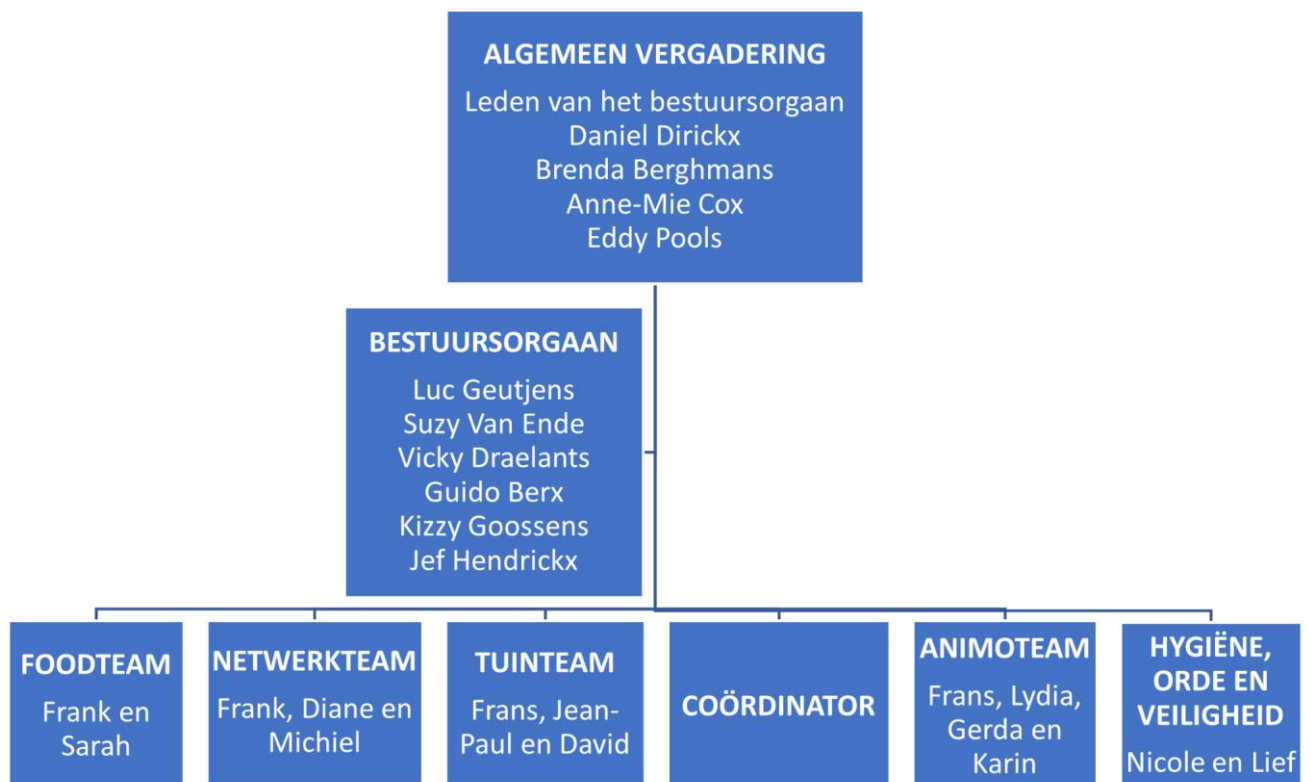 ALGEMEEN VERGADERING
Leden van het bestuursorgaan
Daniel Dirickx
Brenda Berghmans
Anne-Mie Cox
Eddy Pools
BESTUURSORGAAN
Luc Geutjens
Suzy Van Ende
Vicky Draelants
Guido Berx
Kizzy Goossens
Jef Hendrickx
FOODTEAM
Frank en
Sarah
NETWERKTEAM
Frank, Diane en
Michiel
TUINTEAM
Frans, Jean-
Paul en David
COÖRDINATOR
ANIMOTEAM
Frans, Lydia,
Gerda en
Karin
HYGIËNE,
ORDE EN
VEILIGHEID
Nicole en Lief